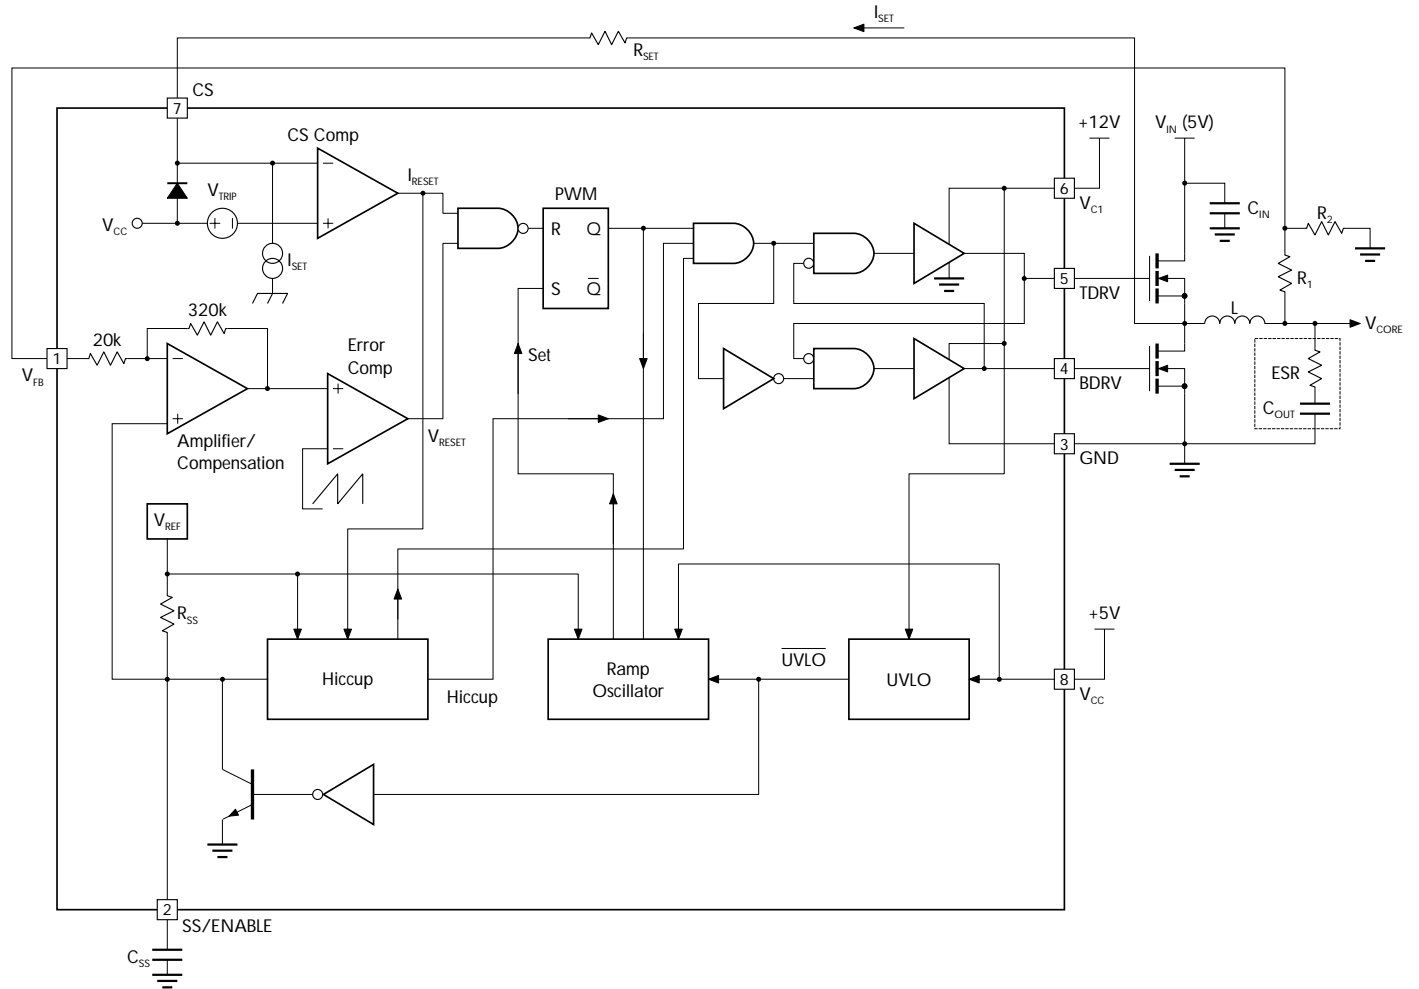 I_SET
R_SET
CS
7
CS Comp
+12V
V_IN (5V)
V_TRIP
I_RESET
PWM
6
V_C1
C_IN
R_2
−
V_CC
+ −
+
R Q
I_SET
S Q̅
5
TDRV
R_1
320k
20k
1
V_FB
−
+
Error
Comp
Set
L
V_CORE
4
BDRV
ESR
C_OUT
+
−
V_RESET
Amplifier/
Compensation
3
GND
V_REF
R_SS
+5V
Hiccup
Hiccup
Ramp
Oscillator
U̅V̅L̅O̅
UVLO
8
V_CC
2
SS/ENABLE
C_SS